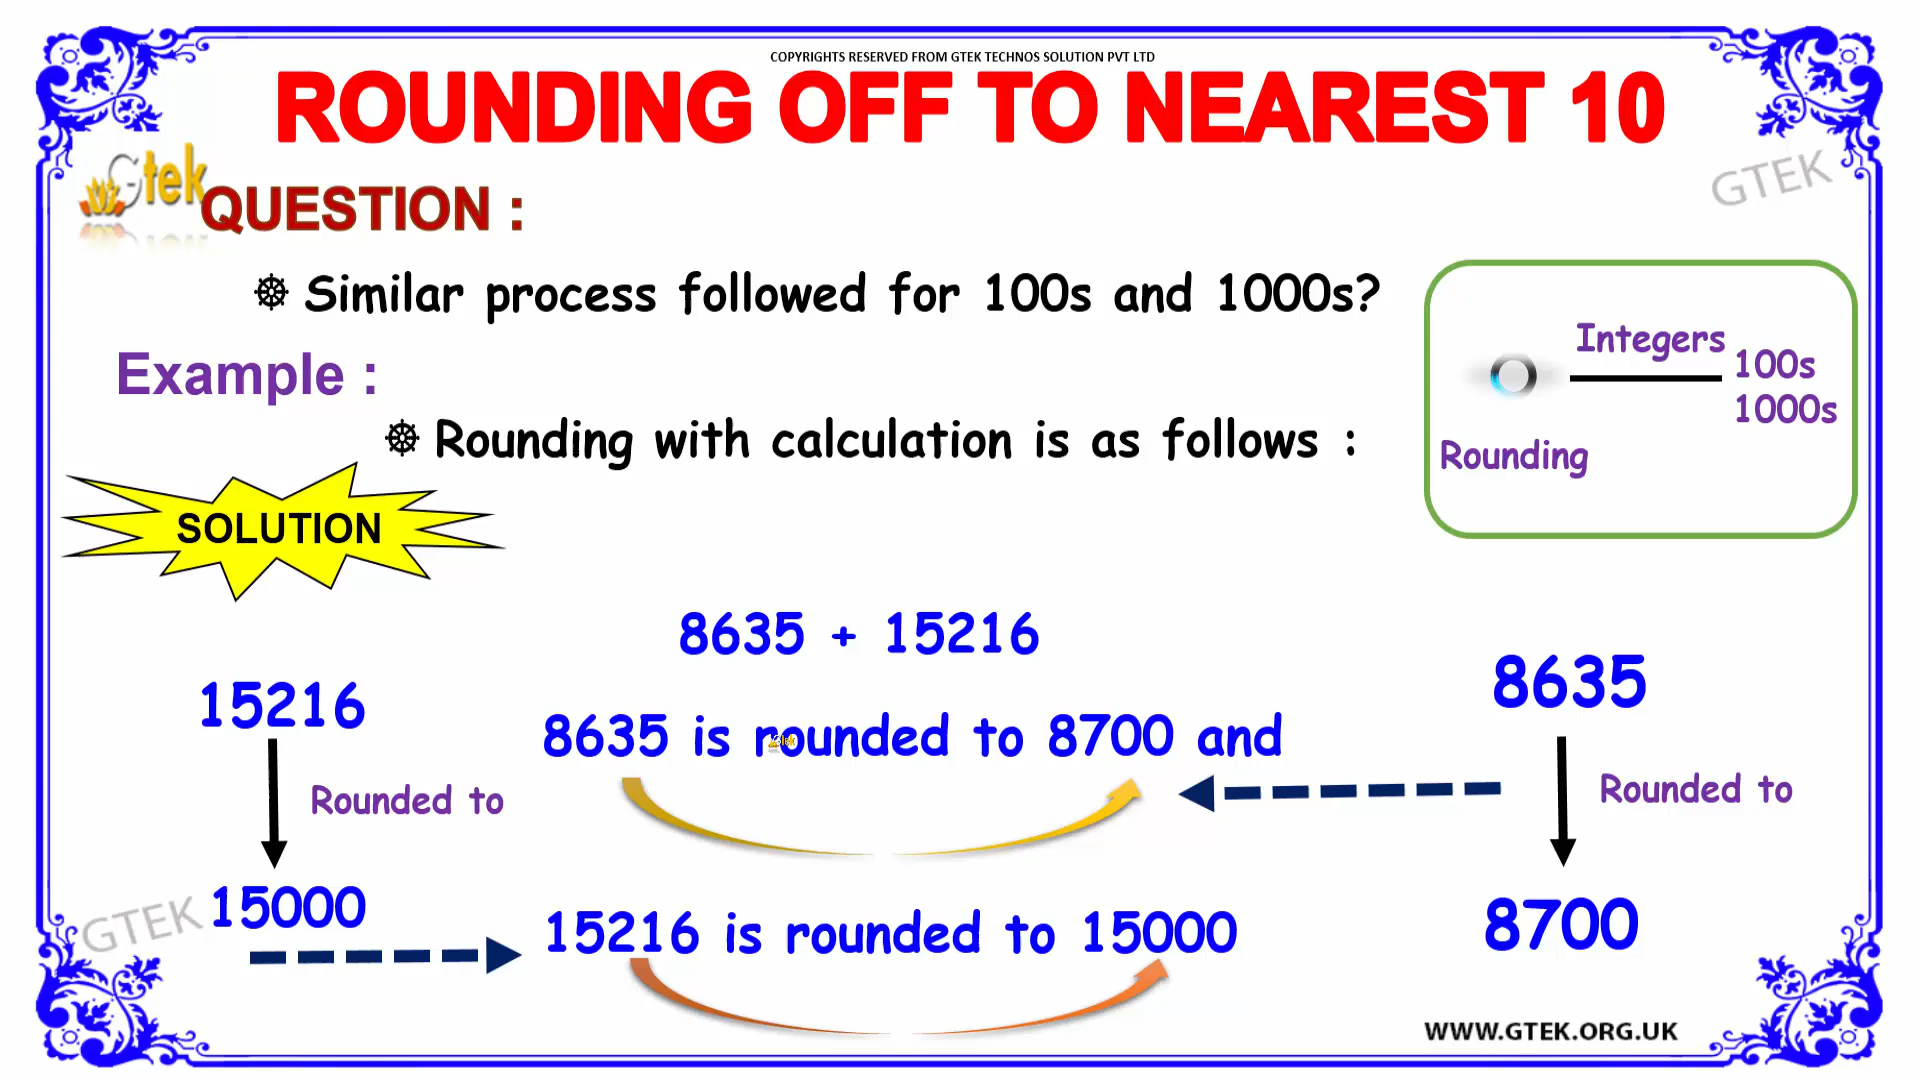 COPYRIGHTS RESERVED FROM GTEK TECHNOS SOLUTION PVT LTD
ROUNDING OFF TO NEAREST 10
Gtek
GTEK
QUESTION :
Similar process followed for 100s and 1000s?
Integers
100s
1000s
Rounding
Example :
Rounding with calculation is as follows :
SOLUTION
8635 + 15216
15216
8635
8635 is rounded to 8700 and
Rounded to
Rounded to
15000
8700
GTEK
15216 is rounded to 15000
WWW.GTEK.ORG.UK